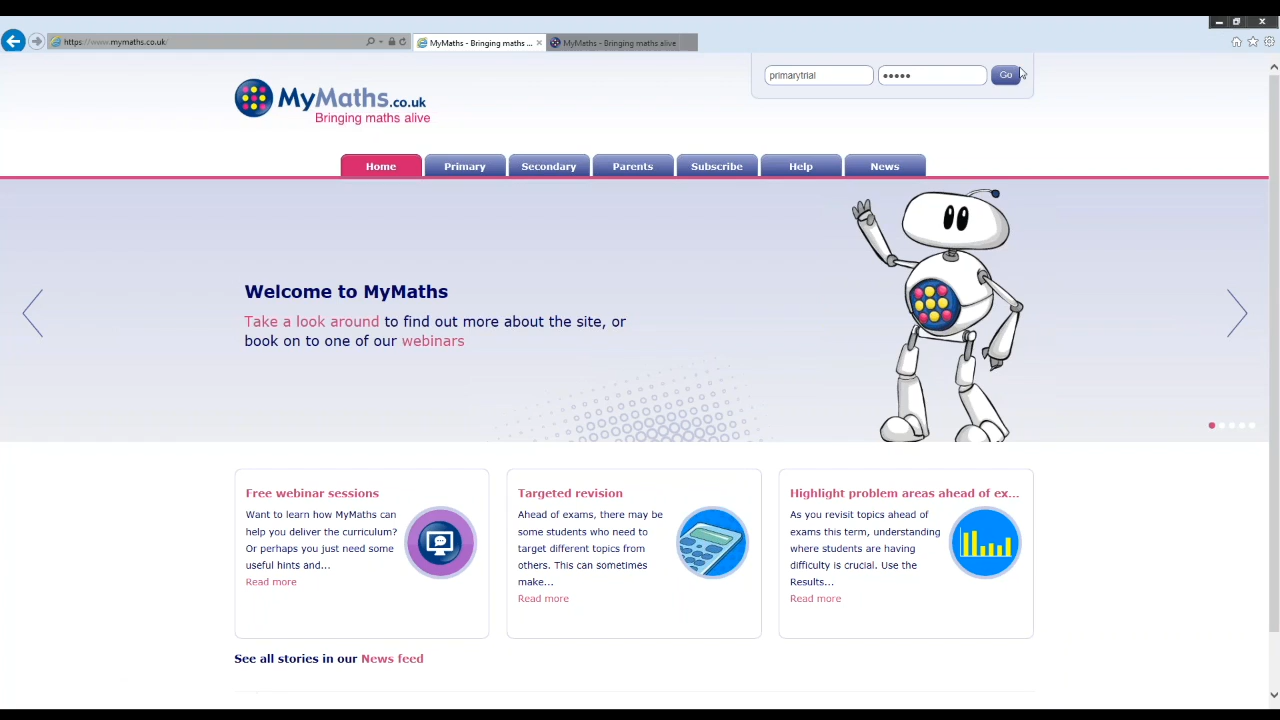 https://www.mymaths.co.uk/
MyMaths - Bringing maths ...
MyMaths - Bringing maths alive
primarytrial
●●●●●
Go
MyMaths.co.uk
Bringing maths alive
Home
Primary
Secondary
Parents
Subscribe
Help
News
Welcome to MyMaths
Take a look around to find out more about the site, or
book on to one of our webinars
Free webinar sessions
Want to learn how MyMaths can
help you deliver the curriculum?
Or perhaps you just need some
useful hints and...
Read more
Targeted revision
Ahead of exams, there may be
some students who need to
target different topics from
others. This can sometimes
make...
Read more
Highlight problem areas ahead of ex...
As you revisit topics ahead of
exams this term, understanding
where students are having
difficulty is crucial. Use the
Results...
Read more
See all stories in our News feed